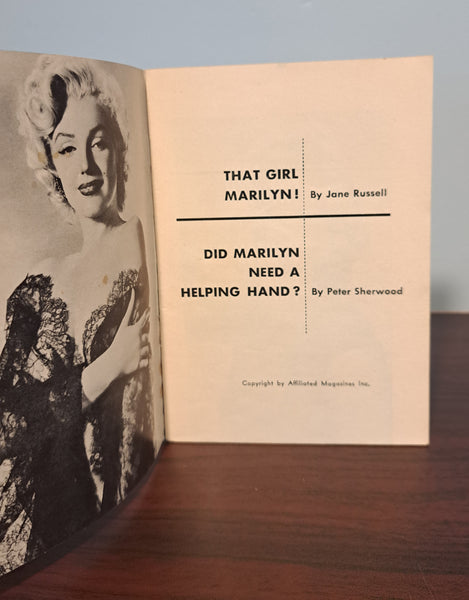 THAT GIRL
MARILYN! By Jane Russell
DID MARILYN
NEED A
HELPING HAND? By Peter Sherwood
Copyright by Affiliated Magazines Inc.